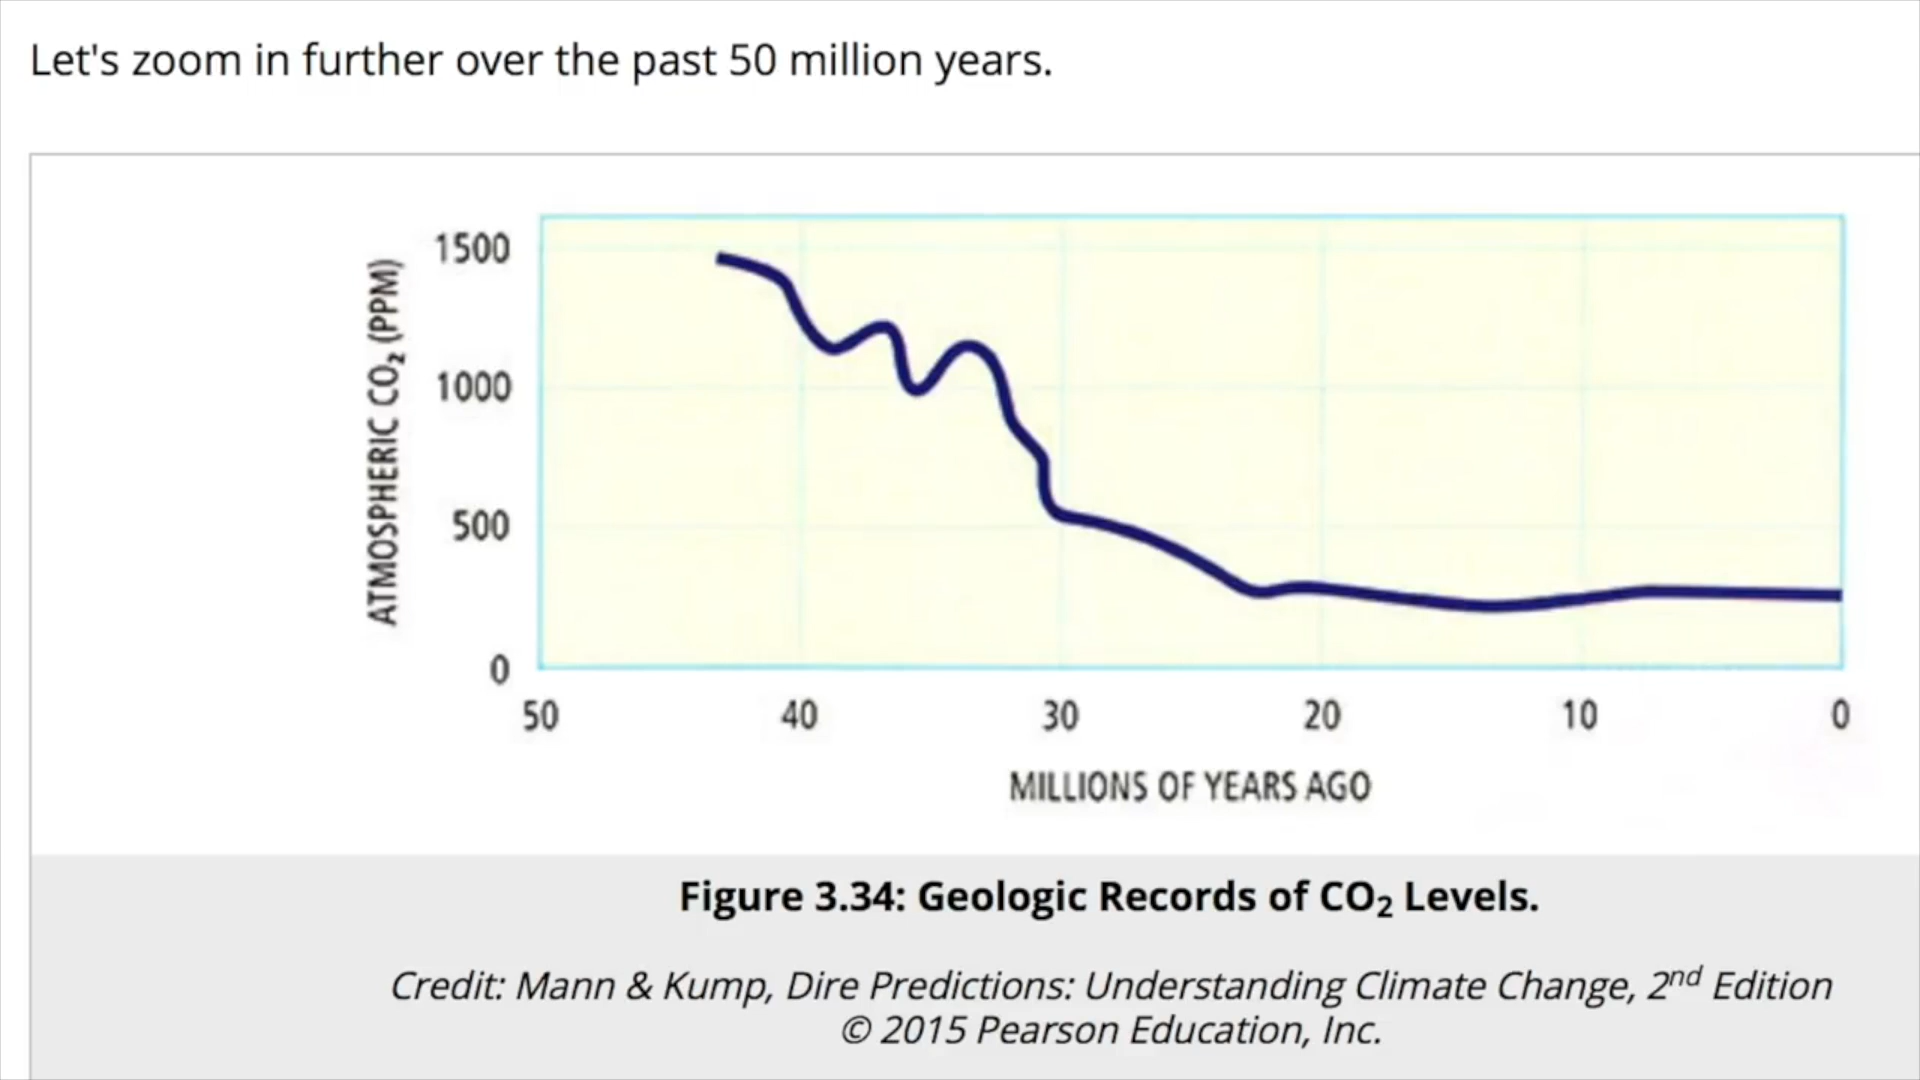 Let's zoom in further over the past 50 million years.
ATMOSPHERIC CO₂ (PPM)
1500
1000
500
0
50 40 30 20 10 0
MILLIONS OF YEARS AGO
Figure 3.34: Geologic Records of CO₂ Levels.
Credit: Mann & Kump, Dire Predictions: Understanding Climate Change, 2ⁿᵈ Edition
© 2015 Pearson Education, Inc.